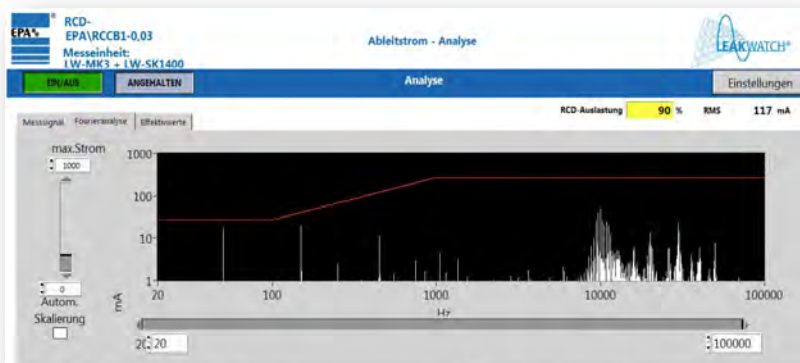 EPA%®
RCD-
EPA\RCCB1-0,03
Messeinheit:
LW-MK3 + LW-SK1400
Ableitstrom - Analyse
LEAKWATCH®
EIN/AUS
ANGEHALTEN
Analyse
Einstellungen
RCD-Auslastung 90 % RMS 117 mA
Messsignal Fourieranalyse Effektivwerte
max.Strom
1000
0
Autom.
Skalierung
1000
100
10
1
mA
20 100 1000 10000 100000
Hz
20
100000